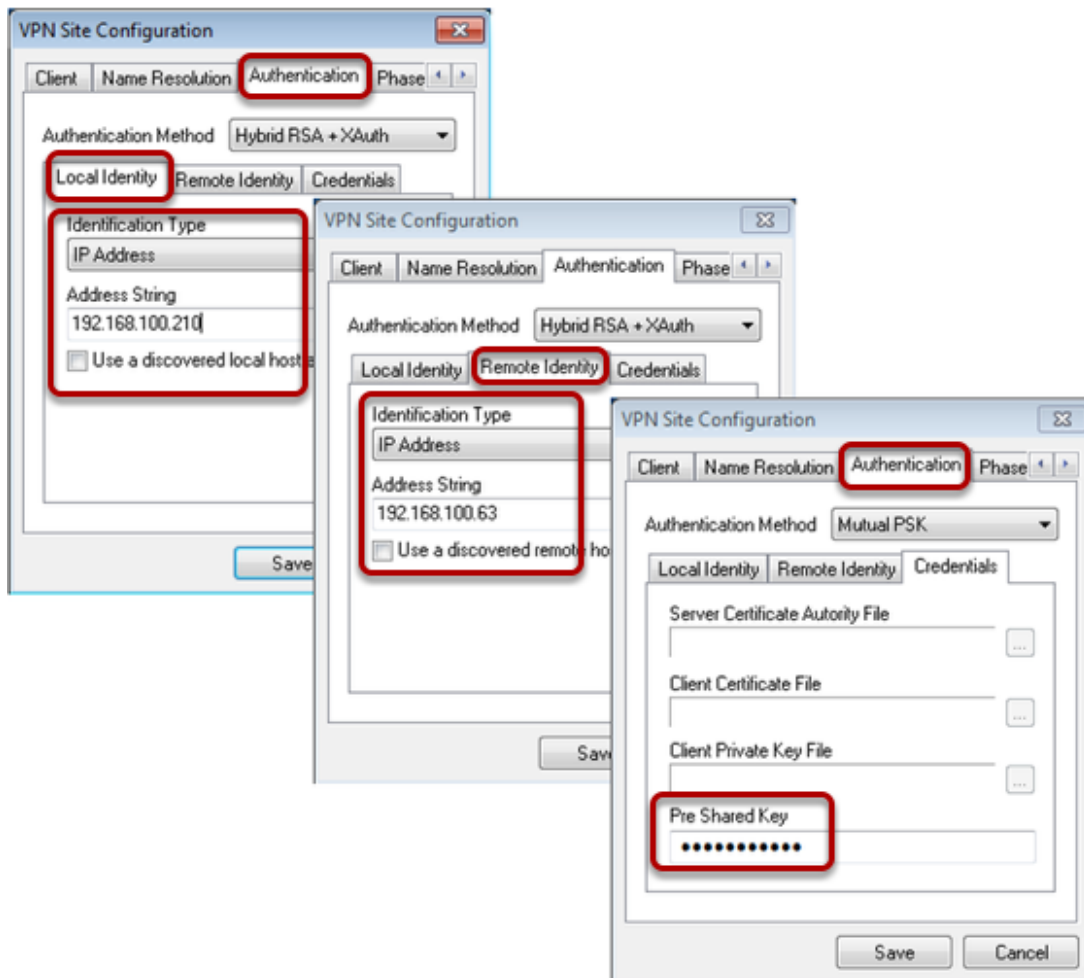 VPN Site Configuration
Client Name Resolution Authentication Phase
Authentication Method Hybrid RSA + XAuth
Local Identity Remote Identity Credentials
Identification Type
IP Address
Address String
192.168.100.210
Use a discovered local host
Save
VPN Site Configuration
Client Name Resolution Authentication Phase
Authentication Method Hybrid RSA + XAuth
Local Identity Remote Identity Credentials
Identification Type
IP Address
Address String
192.168.100.63
Use a discovered remote ho
Sav
VPN Site Configuration
Client Name Resolution Authentication Phase
Authentication Method Mutual PSK
Local Identity Remote Identity Credentials
Server Certificate Autority File
...
Client Certificate File
...
Client Private Key File
...
Pre Shared Key
•••••••••••
Save Cancel